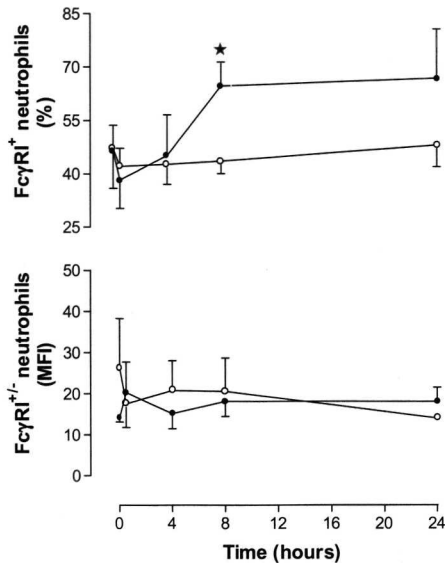 FcγRI⁺ neutrophils
(%)
85
70
55
40
25
★
FcγRI⁺/⁻ neutrophils
(MFI)
50
40
30
20
10
0
0 4 8 12 16 20 24
Time (hours)